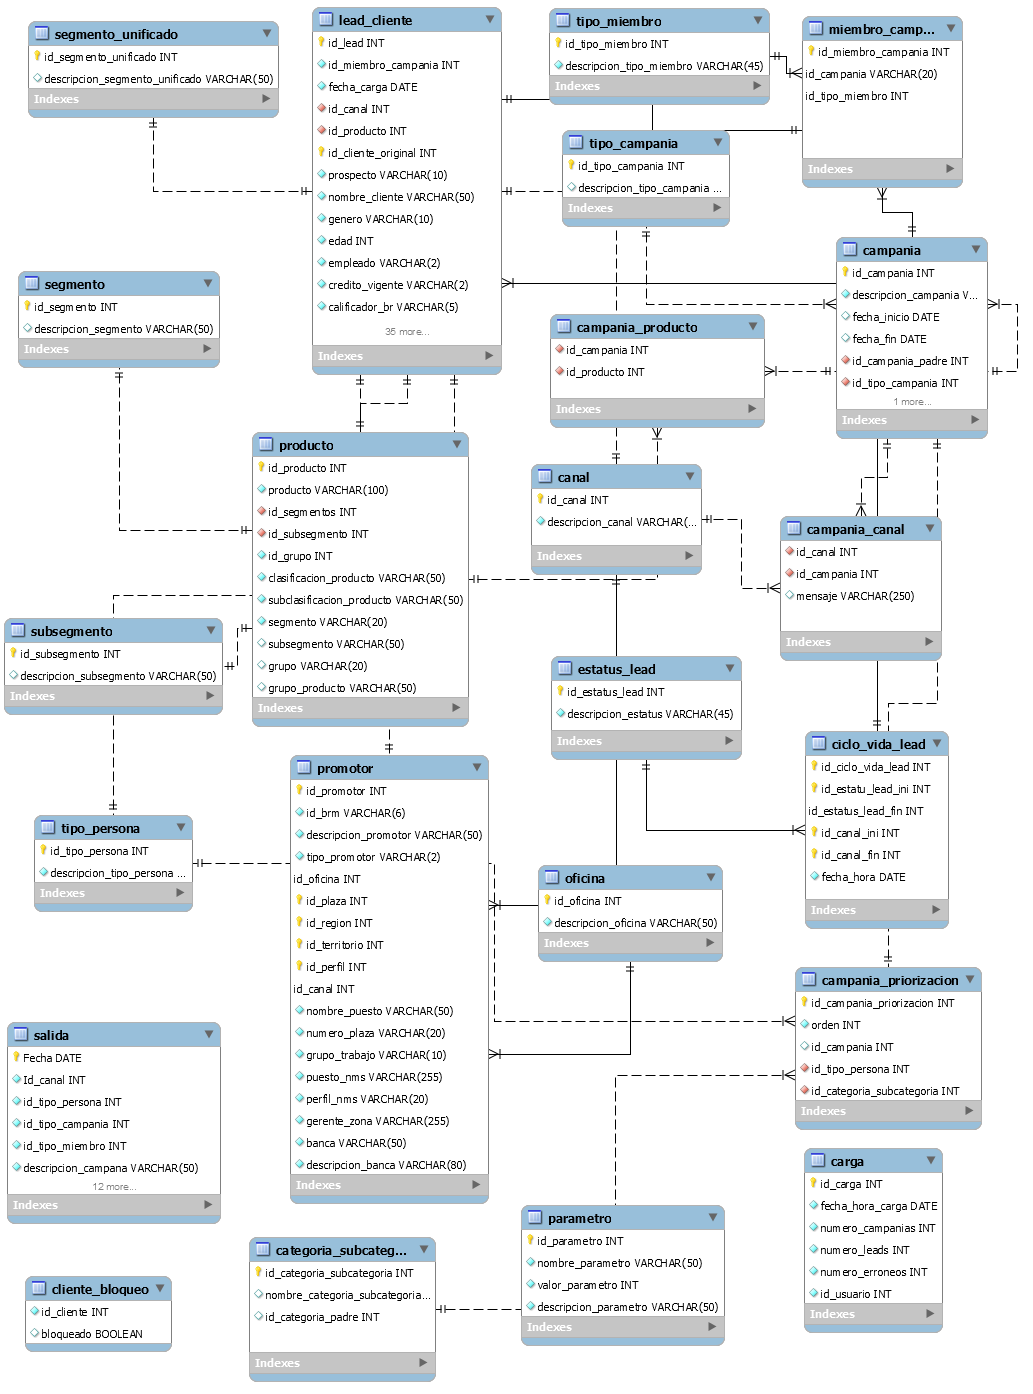 segmento_unificado
id_segmento_unificado INT
descripcion_segmento_unificado VARCHAR(50)
Indexes
lead_cliente
id_lead INT
id_miembro_campania INT
fecha_carga DATE
id_canal INT
id_producto INT
id_cliente_original INT
prospecto VARCHAR(10)
nombre_cliente VARCHAR(50)
genero VARCHAR(10)
edad INT
empleado VARCHAR(2)
credito_vigente VARCHAR(2)
calificador_br VARCHAR(5)
35 more...
Indexes
tipo_miembro
id_tipo_miembro INT
descripcion_tipo_miembro VARCHAR(45)
Indexes
miembro_camp...
id_miembro_campania INT
id_campania VARCHAR(20)
id_tipo_miembro INT
Indexes
tipo_campania
id_tipo_campania INT
descripcion_tipo_campania ...
Indexes
campania
id_campania INT
descripcion_campania V...
fecha_inicio DATE
fecha_fin DATE
id_campania_padre INT
id_tipo_campania INT
1 more...
Indexes
segmento
id_segmento INT
descripcion_segmento VARCHAR(50)
Indexes
campania_producto
id_campania INT
id_producto INT
Indexes
producto
id_producto INT
producto VARCHAR(100)
id_segmentos INT
id_subsegmento INT
id_grupo INT
clasificacion_producto VARCHAR(50)
subclasificacion_producto VARCHAR(50)
segmento VARCHAR(20)
subsegmento VARCHAR(50)
grupo VARCHAR(20)
grupo_producto VARCHAR(50)
Indexes
canal
id_canal INT
descripcion_canal VARCHAR(...
Indexes
campania_canal
id_canal INT
id_campania INT
mensaje VARCHAR(250)
Indexes
subsegmento
id_subsegmento INT
descripcion_subsegmento VARCHAR(50)
Indexes
estatus_lead
id_estatus_lead INT
descripcion_estatus VARCHAR(45)
Indexes
ciclo_vida_lead
id_ciclo_vida_lead INT
id_estatu_lead_ini INT
id_estatus_lead_fin INT
id_canal_ini INT
id_canal_fin INT
fecha_hora DATE
Indexes
promotor
id_promotor INT
id_brm VARCHAR(6)
descripcion_promotor VARCHAR(50)
tipo_promotor VARCHAR(2)
id_oficina INT
id_plaza INT
id_region INT
id_territorio INT
id_perfil INT
id_canal INT
nombre_puesto VARCHAR(50)
numero_plaza VARCHAR(20)
grupo_trabajo VARCHAR(10)
puesto_nms VARCHAR(255)
perfil_nms VARCHAR(20)
gerente_zona VARCHAR(255)
banca VARCHAR(50)
descripcion_banca VARCHAR(80)
Indexes
tipo_persona
id_tipo_persona INT
descripcion_tipo_persona ...
Indexes
oficina
id_oficina INT
descripcion_oficina VARCHAR(50)
Indexes
campania_priorizacion
id_campania_priorizacion INT
orden INT
id_campania INT
id_tipo_persona INT
id_categoria_subcategoria INT
Indexes
salida
Fecha DATE
Id_canal INT
id_tipo_persona INT
id_tipo_campania INT
id_tipo_miembro INT
descripcion_campana VARCHAR(50)
12 more...
Indexes
carga
id_carga INT
fecha_hora_carga DATE
numero_campanias INT
numero_leads INT
numero_erroneos INT
id_usuario INT
Indexes
parametro
id_parametro INT
nombre_parametro VARCHAR(50)
valor_parametro INT
descripcion_parametro VARCHAR(50)
Indexes
categoria_subcateg...
id_categoria_subcategoria INT
nombre_categoria_subcategoria...
id_categoria_padre INT
Indexes
cliente_bloqueo
id_cliente INT
bloqueado BOOLEAN